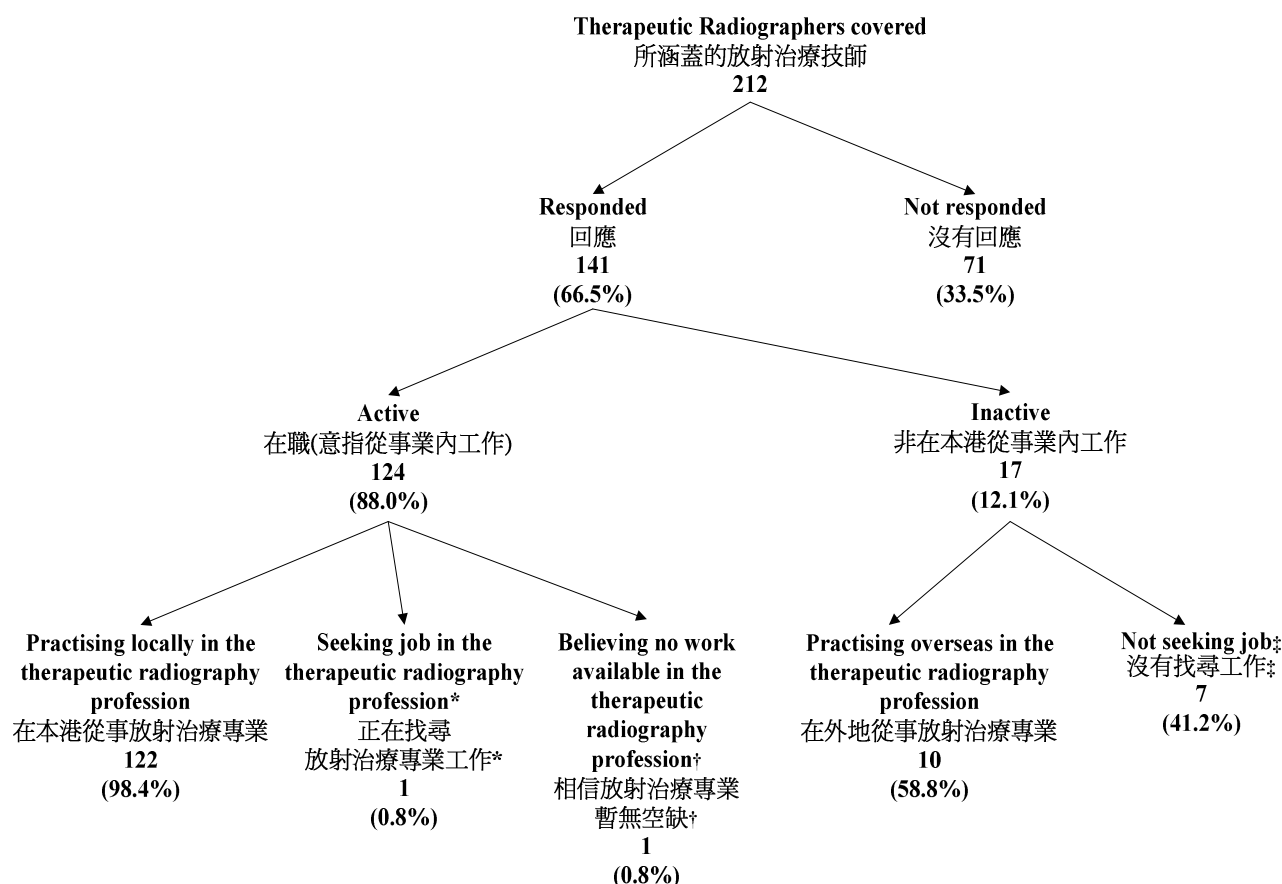 Therapeutic Radiographers covered
所涵蓋的放射治療技師
212
Responded
回應
141
(66.5%)
Not responded
沒有回應
71
(33.5%)
Active
在職(意指從事業內工作)
124
(88.0%)
Inactive
非在本港從事業內工作
17
(12.1%)
Practising locally in the
therapeutic radiography
profession
在本港從事放射治療專業
122
(98.4%)
Seeking job in the
therapeutic radiography
profession*
正在找尋
放射治療專業工作*
1
(0.8%)
Believing no work
available in the
therapeutic
radiography
profession†
相信放射治療專業
暫無空缺†
1
(0.8%)
Practising overseas in the
therapeutic radiography
profession
在外地從事放射治療專業
10
(58.8%)
Not seeking job‡
沒有找尋工作‡
7
(41.2%)